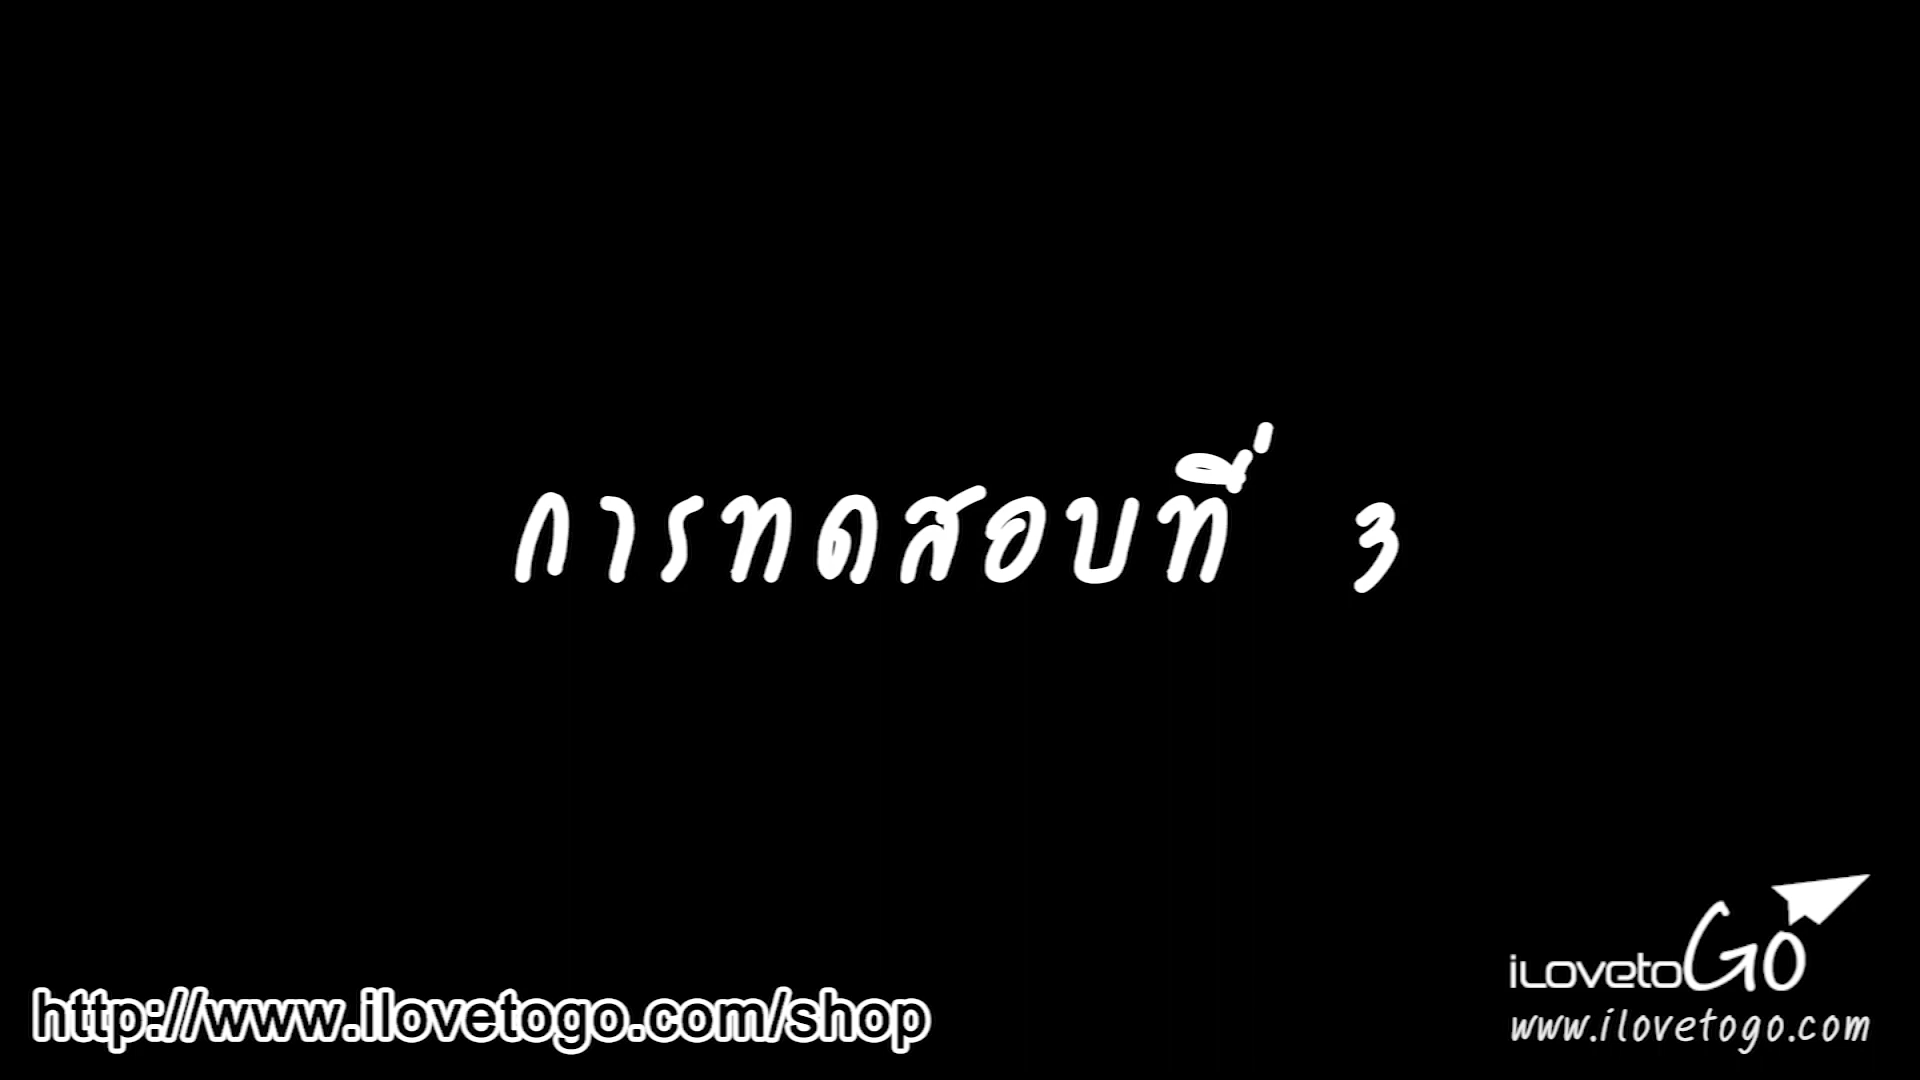 การทดสอบที่ 3
iLovetoGo
http://www.ilovetogo.com/shop
www.ilovetogo.com